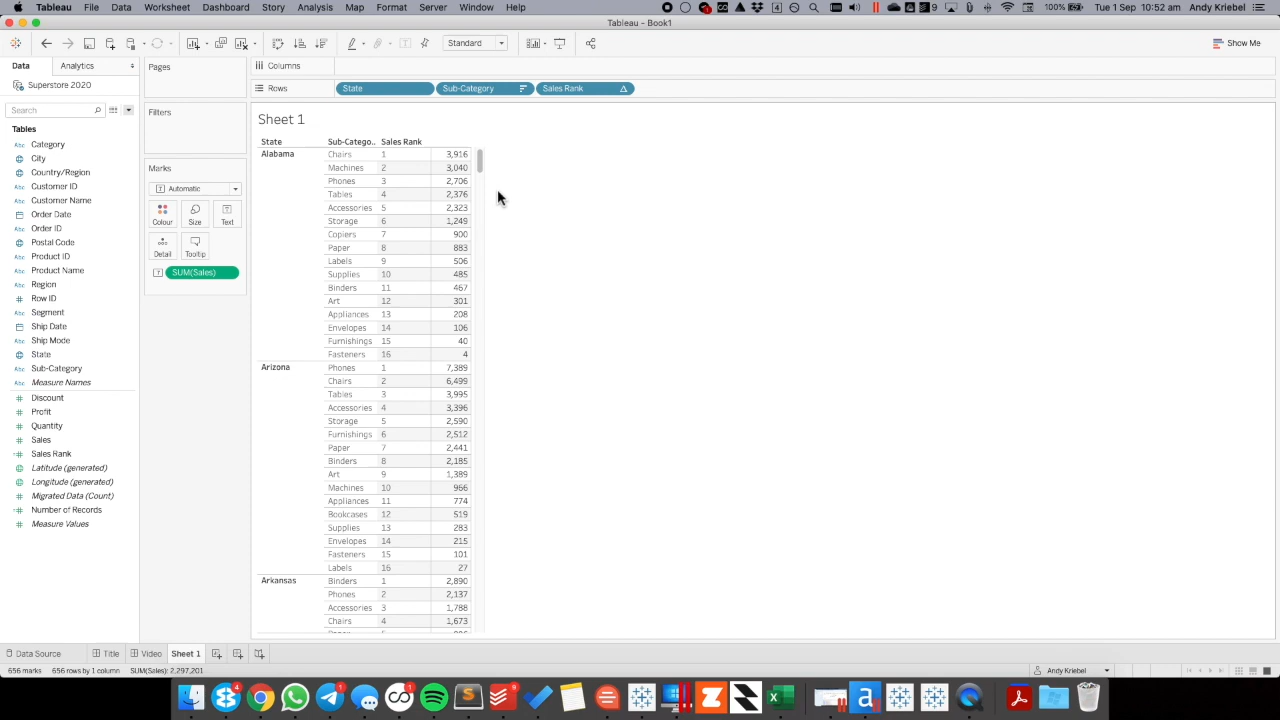 Tableau File Data Worksheet Dashboard Story Analysis Map Format Server Window Help 100% Tue 1 Sep 10:52 am Andy Kriebel
Tableau - Book1
Standard Show Me
Data Analytics Pages Columns
Superstore 2020
Rows State Sub-Category Sales Rank
Search
Filters
Sheet 1
Tables
Category
City
Country/Region
Customer ID
Customer Name
Order Date
Order ID
Postal Code
Product ID
Product Name
Region
Row ID
Segment
Ship Date
Ship Mode
State
Sub-Category
Measure Names
Discount
Profit
Quantity
Sales
Sales Rank
Latitude (generated)
Longitude (generated)
Migrated Data (Count)
Number of Records
Measure Values
Marks
Automatic
Colour Size Text
Detail Tooltip
SUM(Sales)
State Sub-Catego.. Sales Rank
Alabama Chairs 1 3,916
Machines 2 3,040
Phones 3 2,706
Tables 4 2,376
Accessories 5 2,323
Storage 6 1,249
Copiers 7 900
Paper 8 883
Labels 9 506
Supplies 10 485
Binders 11 467
Art 12 301
Appliances 13 208
Envelopes 14 106
Furnishings 15 40
Fasteners 16 4
Arizona Phones 1 7,389
Chairs 2 6,499
Tables 3 3,995
Accessories 4 3,396
Storage 5 2,590
Furnishings 6 2,512
Paper 7 2,441
Binders 8 2,185
Art 9 1,389
Machines 10 966
Appliances 11 774
Bookcases 12 519
Supplies 13 283
Envelopes 14 215
Fasteners 15 101
Labels 16 27
Arkansas Binders 1 2,890
Phones 2 2,137
Accessories 3 1,788
Chairs 4 1,673
Data Source Title Video Sheet 1
656 marks 656 rows by 1 column SUM(Sales): 2,297,201 Andy Kriebel